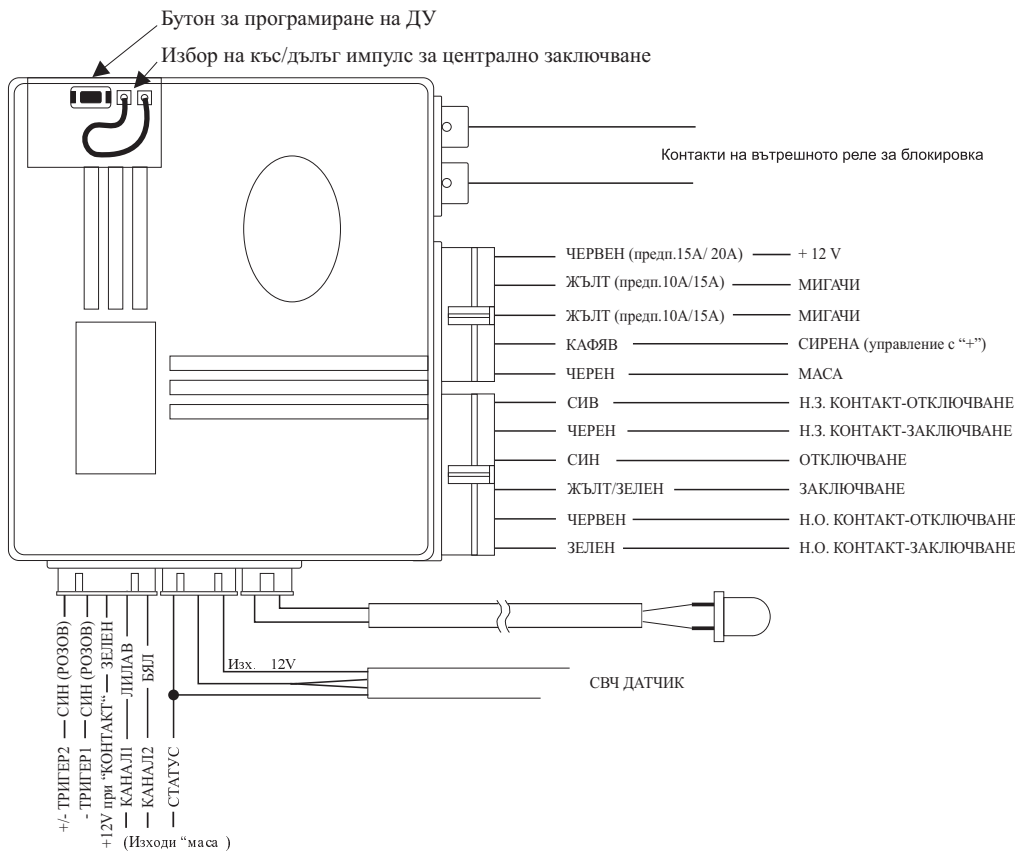 Бутон за програмиране на ДУ
Избор на къс/дълъг импулс за централно заключване
Контакти на вътрешното реле за блокировка
ЧЕРВЕН (предп.15А/ 20А) + 12 V
ЖЪЛТ (предп.10А/15А) МИГАЧИ
ЖЪЛТ (предп.10А/15А) МИГАЧИ
КАФЯВ СИРЕНА (управление с “+”)
ЧЕРЕН МАСА
СИВ Н.З. КОНТАКТ-ОТКЛЮЧВАНЕ
ЧЕРЕН Н.З. КОНТАКТ-ЗАКЛЮЧВАНЕ
СИН ОТКЛЮЧВАНЕ
ЖЪЛТ/ЗЕЛЕН ЗАКЛЮЧВАНЕ
ЧЕРВЕН Н.О. КОНТАКТ-ОТКЛЮЧВАНЕ
ЗЕЛЕН Н.О. КОНТАКТ-ЗАКЛЮЧВАНЕ
Изх. 12V
СВЧ ДАТЧИК
+/- ТРИГЕР2 СИН (РОЗОВ)
- ТРИГЕР1 СИН (РОЗОВ)
+12V при “КОНТАКТ“ ЗЕЛЕН
КАНАЛ1 ЛИЛАВ
КАНАЛ2 БЯЛ
СТАТУС
(Изходи “маса )